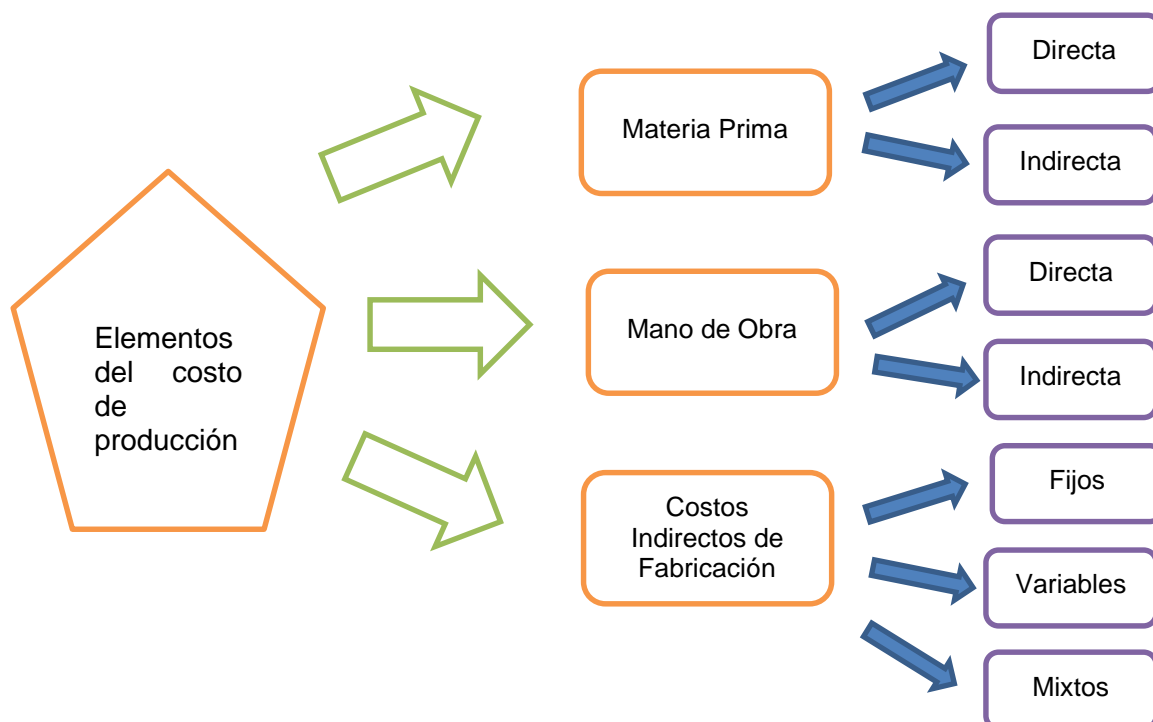 Elementos
del costo
de
producción
Materia Prima
Directa
Indirecta
Mano de Obra
Directa
Indirecta
Costos
Indirectos de
Fabricación
Fijos
Variables
Mixtos